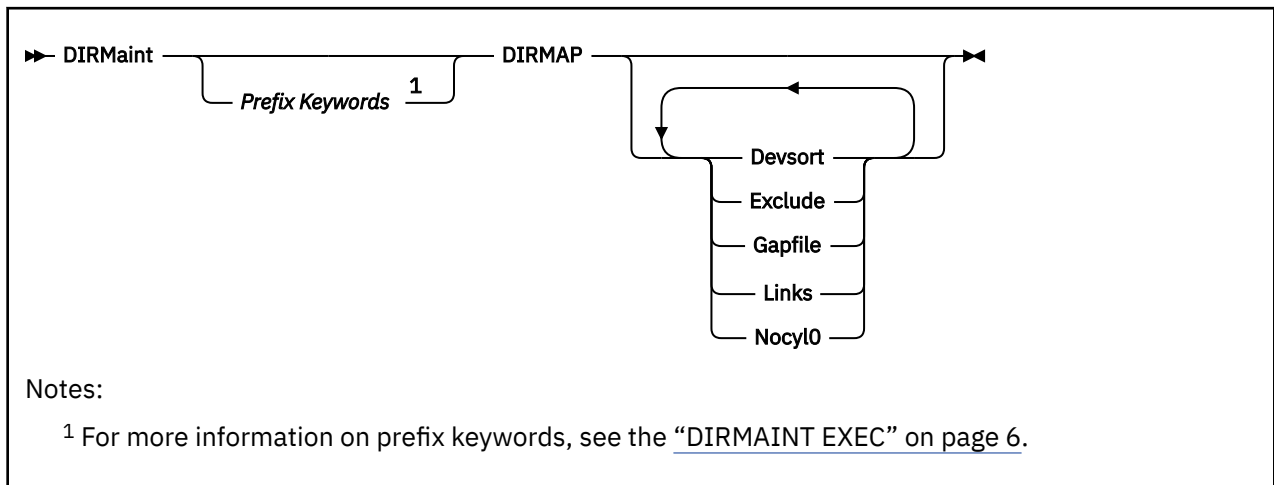 DIRMaint Prefix Keywords 1 DIRMAP
Devsort
Exclude
Gapfile
Links
Nocyl0
Notes:
1 For more information on prefix keywords, see the “DIRMAINT EXEC” on page 6.